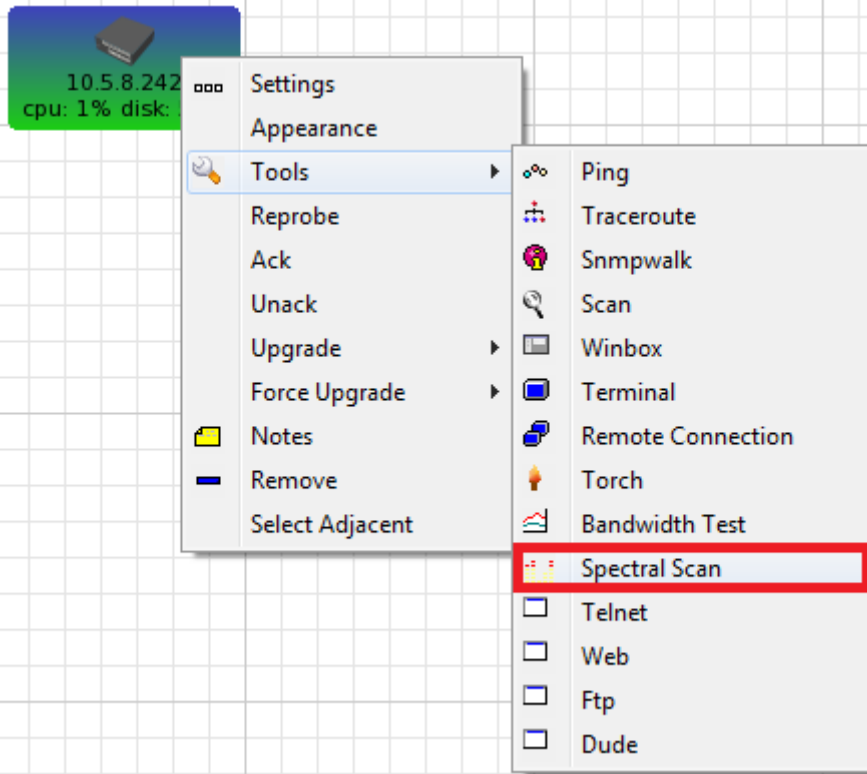 10.5.8.242
cpu: 1% disk:
Settings
Appearance
Tools
Reprobe
Ack
Unack
Upgrade
Force Upgrade
Notes
Remove
Select Adjacent
Ping
Traceroute
Snmpwalk
Scan
Winbox
Terminal
Remote Connection
Torch
Bandwidth Test
Spectral Scan
Telnet
Web
Ftp
Dude